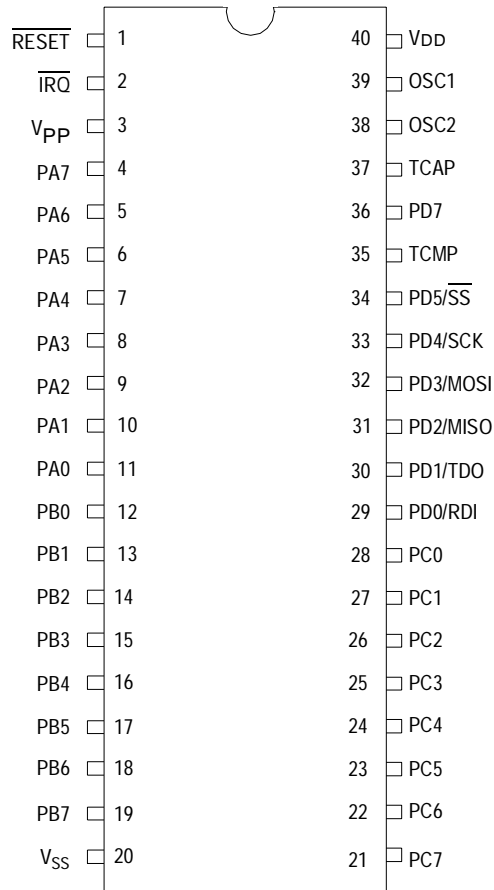 RESET 1 40 VDD
IRQ 2 39 OSC1
VPP 3 38 OSC2
PA7 4 37 TCAP
PA6 5 36 PD7
PA5 6 35 TCMP
PA4 7 34 PD5/SS
PA3 8 33 PD4/SCK
PA2 9 32 PD3/MOSI
PA1 10 31 PD2/MISO
PA0 11 30 PD1/TDO
PB0 12 29 PD0/RDI
PB1 13 28 PC0
PB2 14 27 PC1
PB3 15 26 PC2
PB4 16 25 PC3
PB5 17 24 PC4
PB6 18 23 PC5
PB7 19 22 PC6
VSS 20 21 PC7